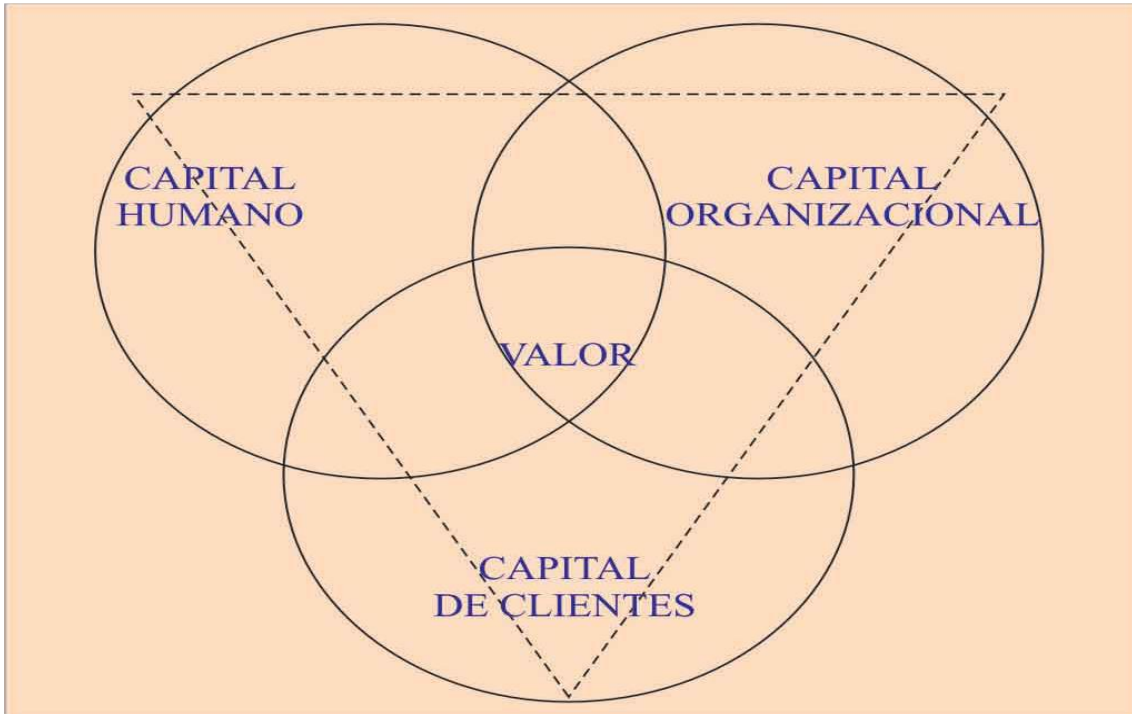 CAPITAL
HUMANO
CAPITAL
ORGANIZACIONAL
VALOR
CAPITAL
DE CLIENTES